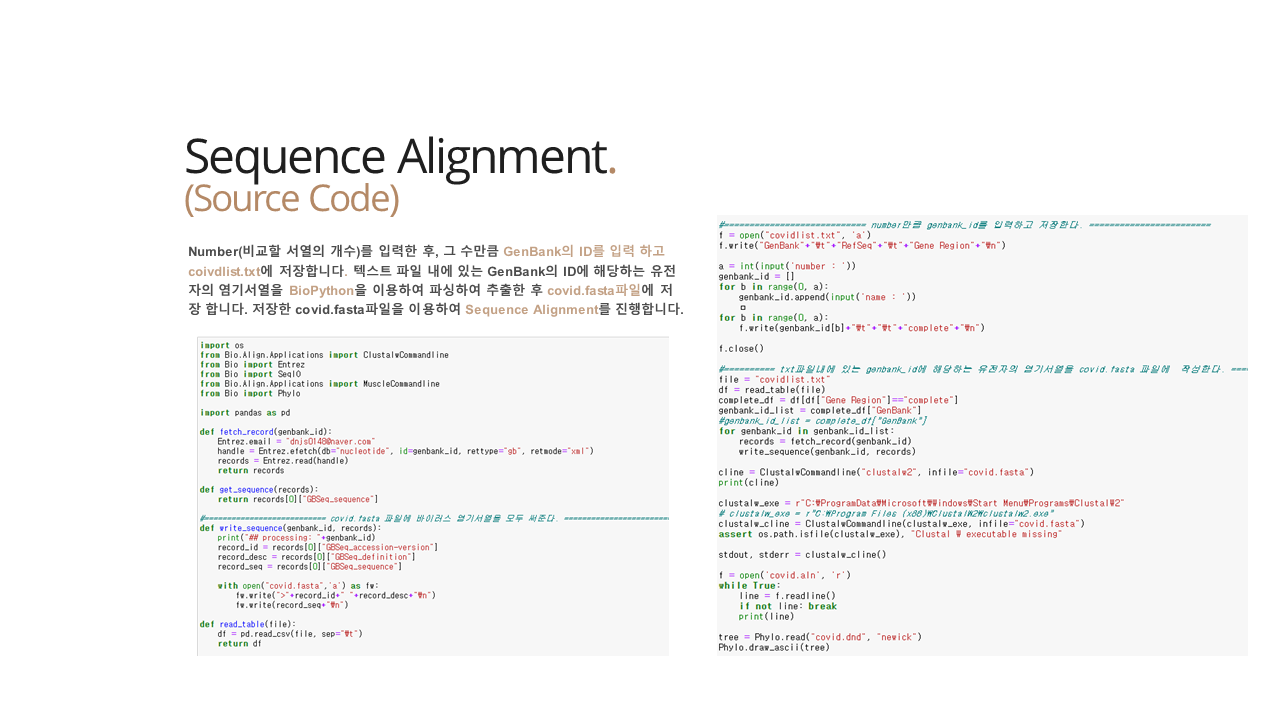 Sequence Alignment.
(Source Code)
Number(비교할 서열의 개수)를 입력한 후, 그 수만큼 GenBank의 ID를 입력 하고
coivdlist.txt에 저장합니다. 텍스트 파일 내에 있는 GenBank의 ID에 해당하는 유전
자의 염기서열을 BioPython을 이용하여 파싱하여 추출한 후 covid.fasta파일에 저
장 합니다. 저장한 covid.fasta파일을 이용하여 Sequence Alignment를 진행합니다.
import os
from Bio.Align.Applications import ClustalwCommandline
from Bio import Entrez
from Bio import SeqIO
from Bio.Align.Applications import MuscleCommandline
from Bio import Phylo
import pandas as pd
def fetch_record(genbank_id):
    Entrez.email = "dnjs0148@naver.com"
    handle = Entrez.efetch(db="nucleotide", id=genbank_id, rettype="gb", retmode="xml")
    records = Entrez.read(handle)
    return records
def get_sequence(records):
    return records[0]["GBSeq_sequence"]
#=========================== covid.fasta 파일에 바이러스 염기서열을 모두 써준다. ========================
def write_sequence(genbank_id, records):
    print("## processing: "+genbank_id)
    record_id = records[0]["GBSeq_accession-version"]
    record_desc = records[0]["GBSeq_definition"]
    record_seq = records[0]["GBSeq_sequence"]
    with open("covid.fasta",'a') as fw:
        fw.write(">"+record_id+" "+record_desc+"₩n")
        fw.write(record_seq+"₩n")
def read_table(file):
    df = pd.read_csv(file, sep="₩t")
    return df
#============================ number만큼 genbank_id를 입력하고 저장한다. ========================
f = open("covidlist.txt", 'a')
f.write("GenBank"+"₩t"+"RefSeq"+"₩t"+"Gene Region"+"₩n")
a = int(input('number : '))
genbank_id = []
for b in range(0, a):
    genbank_id.append(input('name : '))
for b in range(0, a):
    f.write(genbank_id[b]+"₩t"+"₩t"+"complete"+"₩n")
f.close()
#========== txt파일내에 있는 genbank_id에 해당하는 유전자의 염기서열을 covid.fasta 파일에  작성한다. ====
file = "covidlist.txt"
df = read_table(file)
complete_df = df[df["Gene Region"]=="complete"]
genbank_id_list = complete_df["GenBank"]
#genbank_id_list = complete_df["GenBank"]
for genbank_id in genbank_id_list:
    records = fetch_record(genbank_id)
    write_sequence(genbank_id, records)
cline = ClustalwCommandline("clustalw2", infile="covid.fasta")
print(cline)
clustalw_exe = r"C:₩ProgramData₩Microsoft₩Windows₩Start Menu₩Programs₩ClustalW2"
# clustalw_exe = r"C:₩Program Files (x86)₩ClustalW2₩clustalw2.exe"
clustalw_cline = ClustalwCommandline(clustalw_exe, infile="covid.fasta")
assert os.path.isfile(clustalw_exe), "Clustal W executable missing"
stdout, stderr = clustalw_cline()
f = open('covid.aln', 'r')
while True:
    line = f.readline()
    if not line: break
    print(line)
tree = Phylo.read("covid.dnd", "newick")
Phylo.draw_ascii(tree)